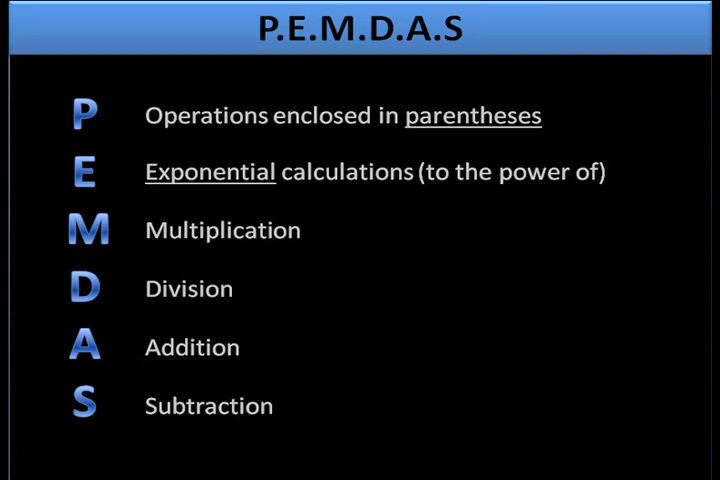 P.E.M.D.A.S
P Operations enclosed in parentheses
E Exponential calculations (to the power of)
M Multiplication
D Division
A Addition
S Subtraction